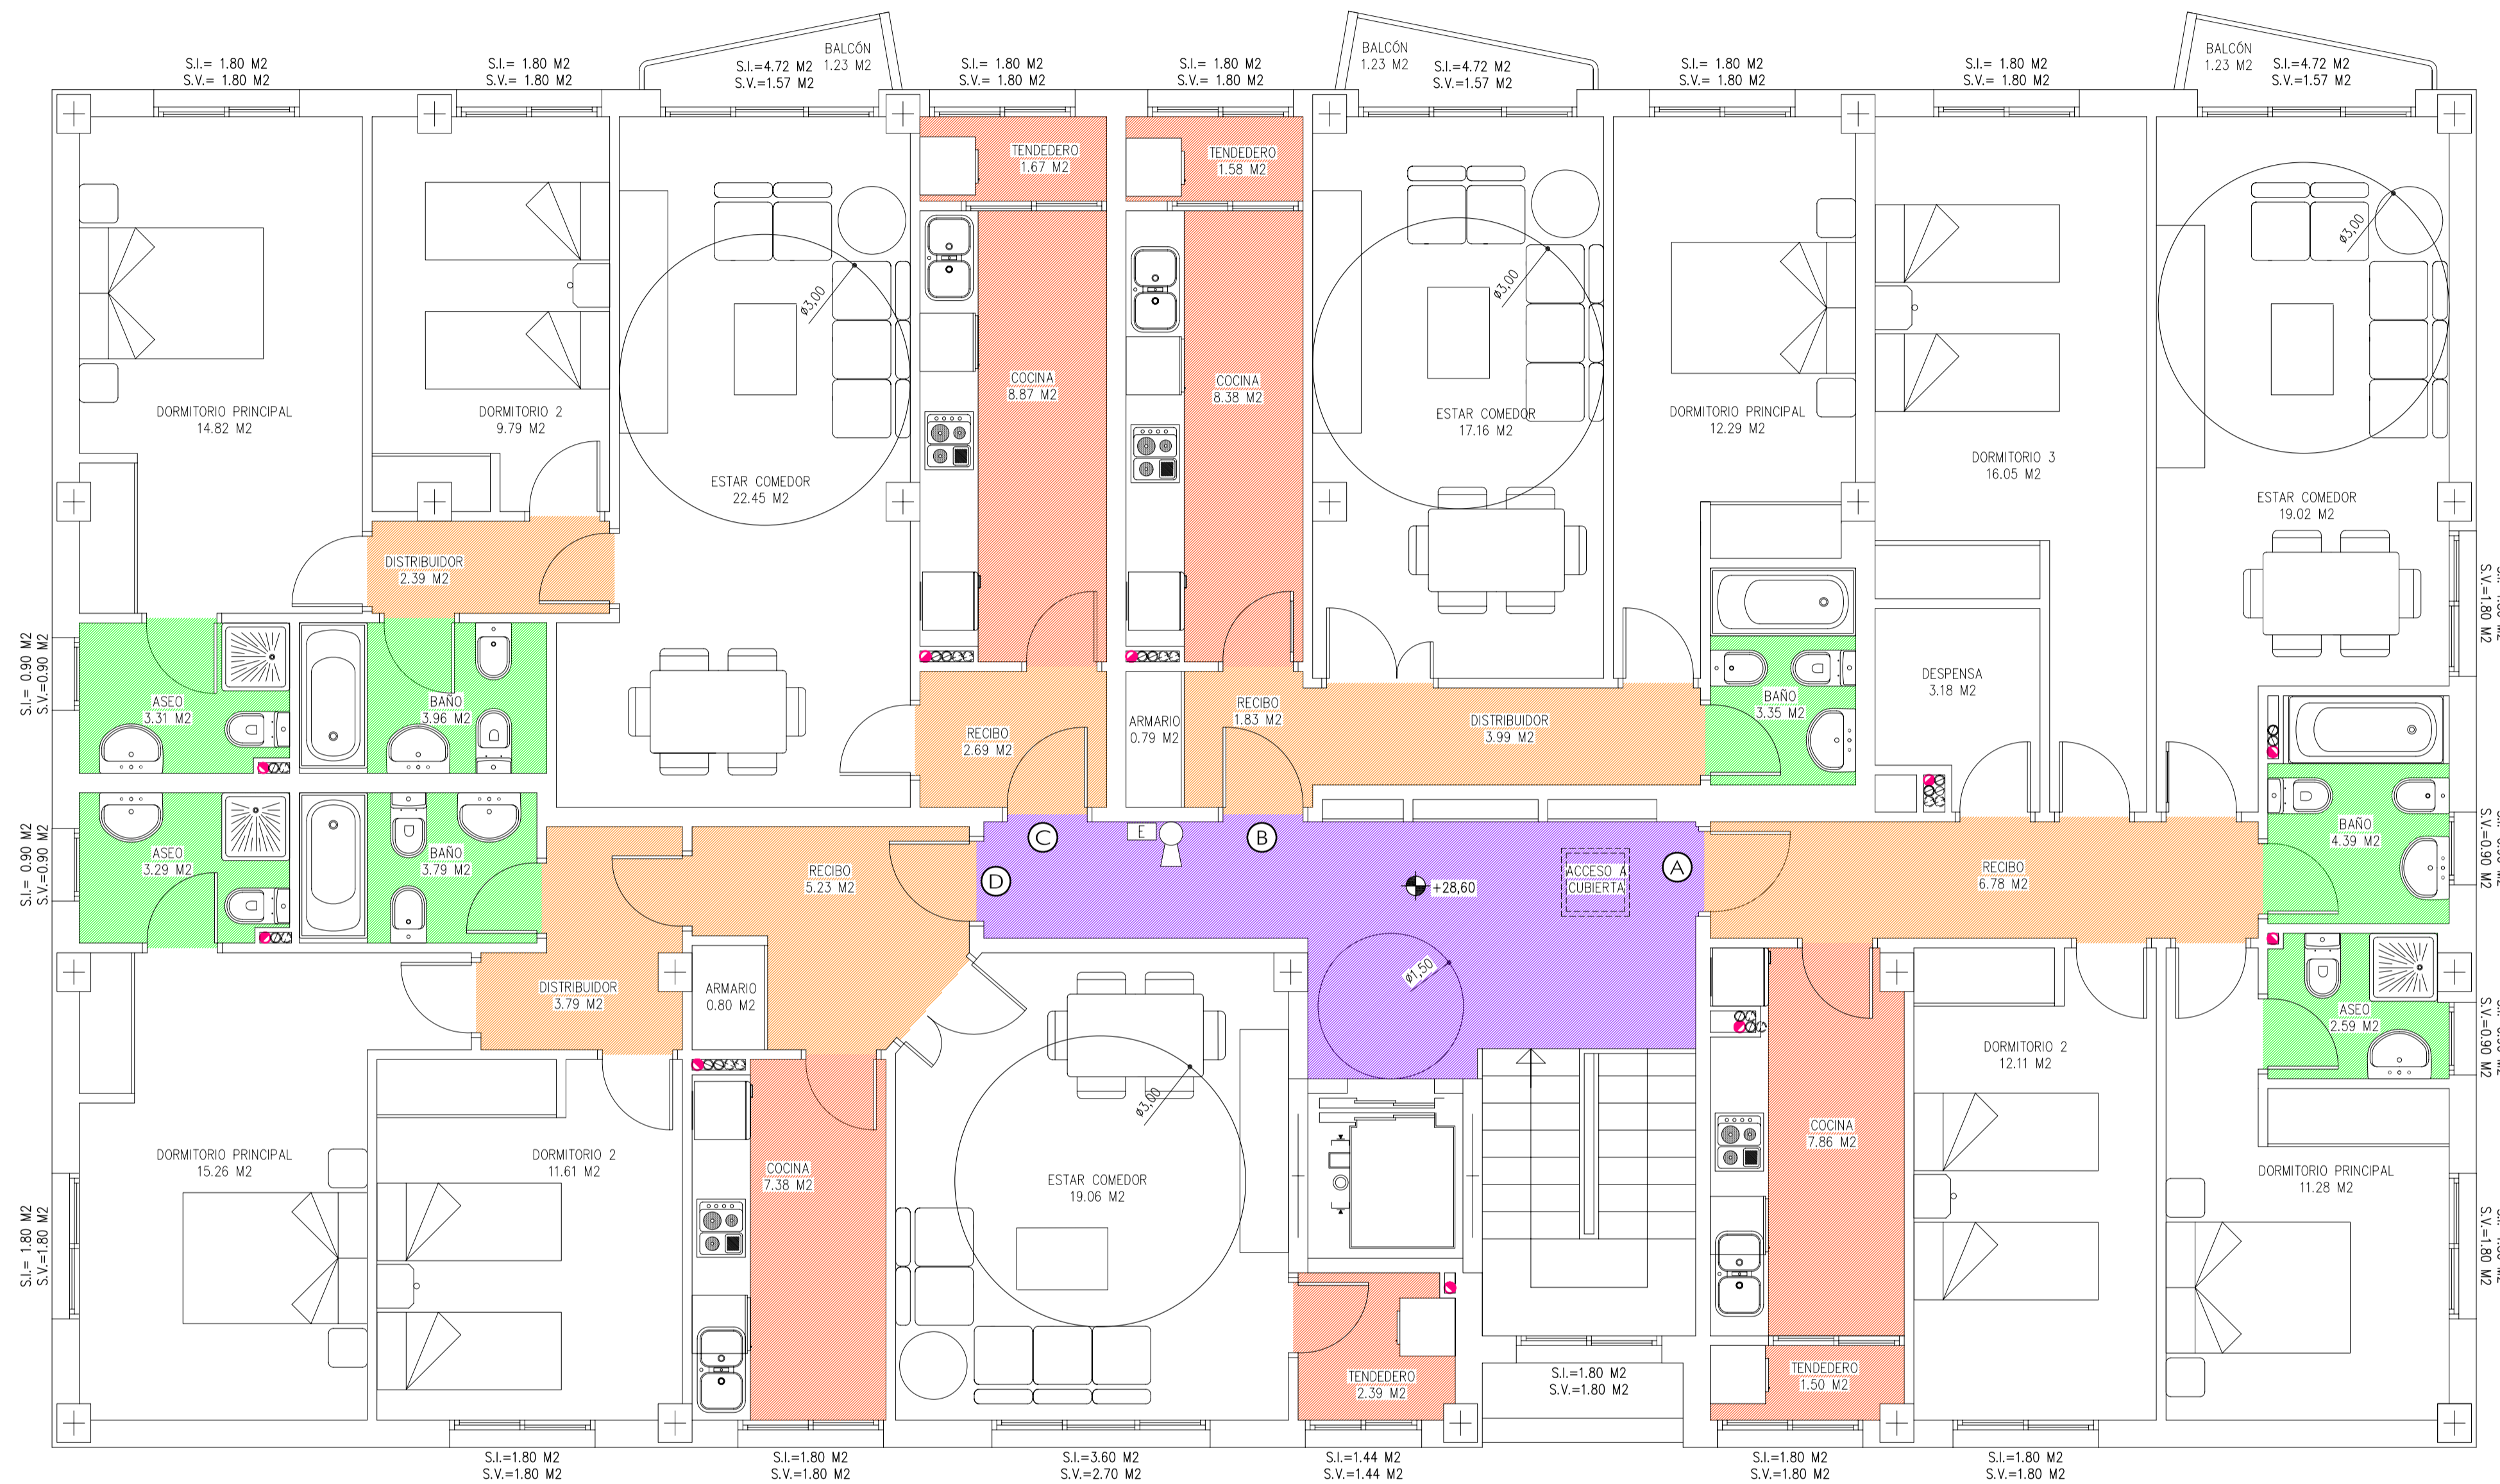 BALCÓN
1.23 M2
BALCÓN
1.23 M2
BALCÓN
1.23 M2
S.I.= 1.80 M2
S.V.= 1.80 M2
S.I.= 1.80 M2
S.V.= 1.80 M2
S.I.=4.72 M2
S.V.=1.57 M2
S.I.= 1.80 M2
S.V.= 1.80 M2
S.I.= 1.80 M2
S.V.= 1.80 M2
S.I.=4.72 M2
S.V.=1.57 M2
S.I.= 1.80 M2
S.V.= 1.80 M2
S.I.= 1.80 M2
S.V.= 1.80 M2
S.I.=4.72 M2
S.V.=1.57 M2
TENDEDERO
1.67 M2
TENDEDERO
1.58 M2
ø3,00
ø3,00
ø3,00
DORMITORIO PRINCIPAL
14.82 M2
DORMITORIO 2
9.79 M2
ESTAR COMEDOR
22.45 M2
COCINA
8.87 M2
COCINA
8.38 M2
ESTAR COMEDOR
17.16 M2
DORMITORIO PRINCIPAL
12.29 M2
DORMITORIO 3
16.05 M2
ESTAR COMEDOR
19.02 M2
DISTRIBUIDOR
2.39 M2
S.V.=1.80 M2
S.I.= 0.90 M2
S.V.=0.90 M2
ASEO
3.31 M2
BAÑO
3.96 M2
RECIBO
2.69 M2
ARMARIO
0.79 M2
RECIBO
1.83 M2
DISTRIBUIDOR
3.99 M2
BAÑO
3.35 M2
DESPENSA
3.18 M2
S.I.= 0.90 M2
S.V.=0.90 M2
ASEO
3.29 M2
BAÑO
3.79 M2
RECIBO
5.23 M2
C
E
B
D
A
ACCESO A
CUBIERTA
+28,60
RECIBO
6.78 M2
BAÑO
4.39 M2
S.V.=0.90 M2
DISTRIBUIDOR
3.79 M2
ARMARIO
0.80 M2
ø1,50
ASEO
2.59 M2
S.V.=0.90 M2
ø3,00
DORMITORIO 2
12.11 M2
DORMITORIO PRINCIPAL
15.26 M2
DORMITORIO 2
11.61 M2
COCINA
7.38 M2
ESTAR COMEDOR
19.06 M2
COCINA
7.86 M2
DORMITORIO PRINCIPAL
11.28 M2
S.I.= 1.80 M2
S.V.=1.80 M2
S.V.=1.80 M2
TENDEDERO
2.39 M2
S.I.=1.80 M2
S.V.=1.80 M2
TENDEDERO
1.50 M2
S.I.=1.80 M2
S.V.=1.80 M2
S.I.=1.80 M2
S.V.=1.80 M2
S.I.=3.60 M2
S.V.=2.70 M2
S.I.=1.44 M2
S.V.=1.44 M2
S.I.=1.80 M2
S.V.=1.80 M2
S.I.=1.80 M2
S.V.=1.80 M2